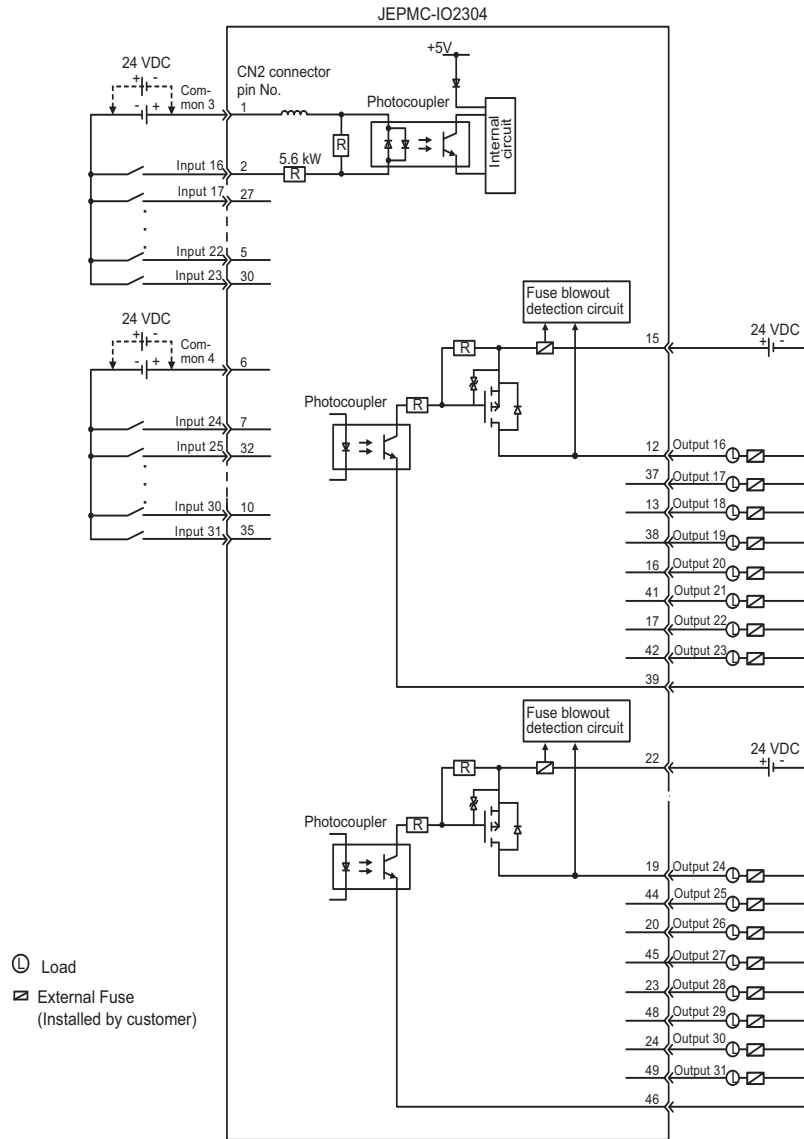 JEPMC-IO2304
24 VDC
+ -
- +
Com-
mon 3
CN2 connector
pin No.
1
+5V
Photocoupler
Internal
circuit
R
5.6 kW
R
Input 16 2
Input 17 27
Input 22 5
Input 23 30
24 VDC
+ -
- +
Com-
mon 4
6
Input 24 7
Input 25 32
Input 30 10
Input 31 35
Fuse blowout
detection circuit
15
24 VDC
+ -
R
Photocoupler
R
12 Output 16 L
37 Output 17 L
13 Output 18 L
38 Output 19 L
16 Output 20 L
41 Output 21 L
17 Output 22 L
42 Output 23 L
39
Fuse blowout
detection circuit
22
24 VDC
+ -
R
Photocoupler
R
19 Output 24 L
44 Output 25 L
20 Output 26 L
45 Output 27 L
23 Output 28 L
48 Output 29 L
24 Output 30 L
49 Output 31 L
46
L Load
External Fuse
(Installed by customer)